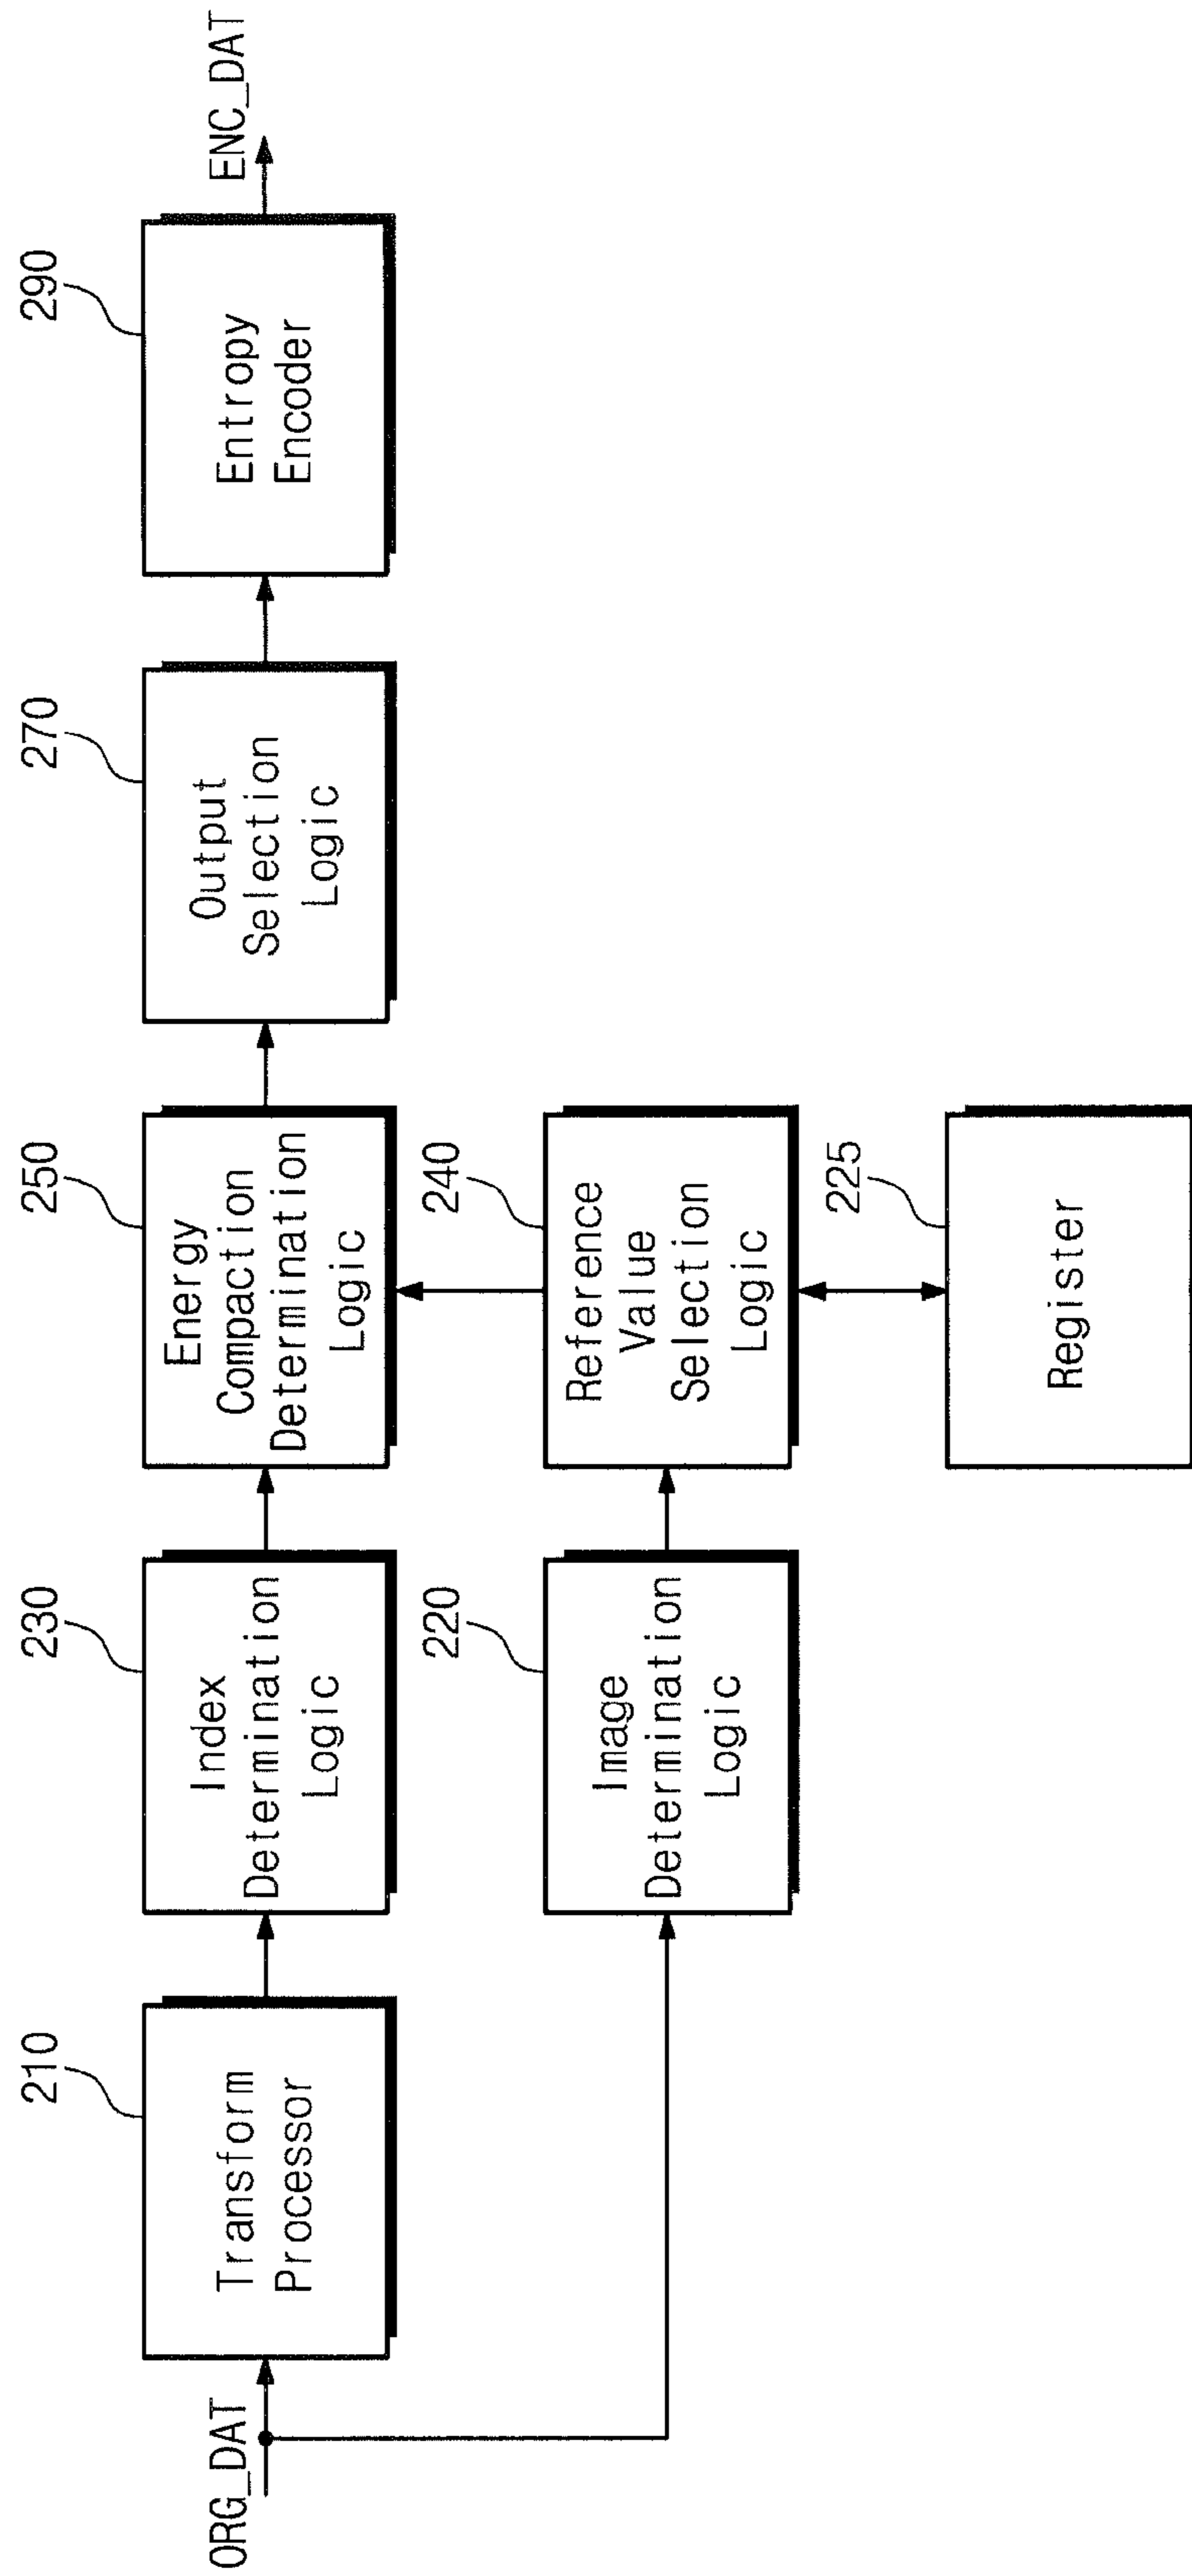 ORG_DAT
210
Transform
Processor
230
Index
Determination
Logic
250
Energy
Compaction
Determination
Logic
270
Output
Selection
Logic
290
Entropy
Encoder
ENC_DAT
220
Image
Determination
Logic
240
Reference
Value
Selection
Logic
225
Register